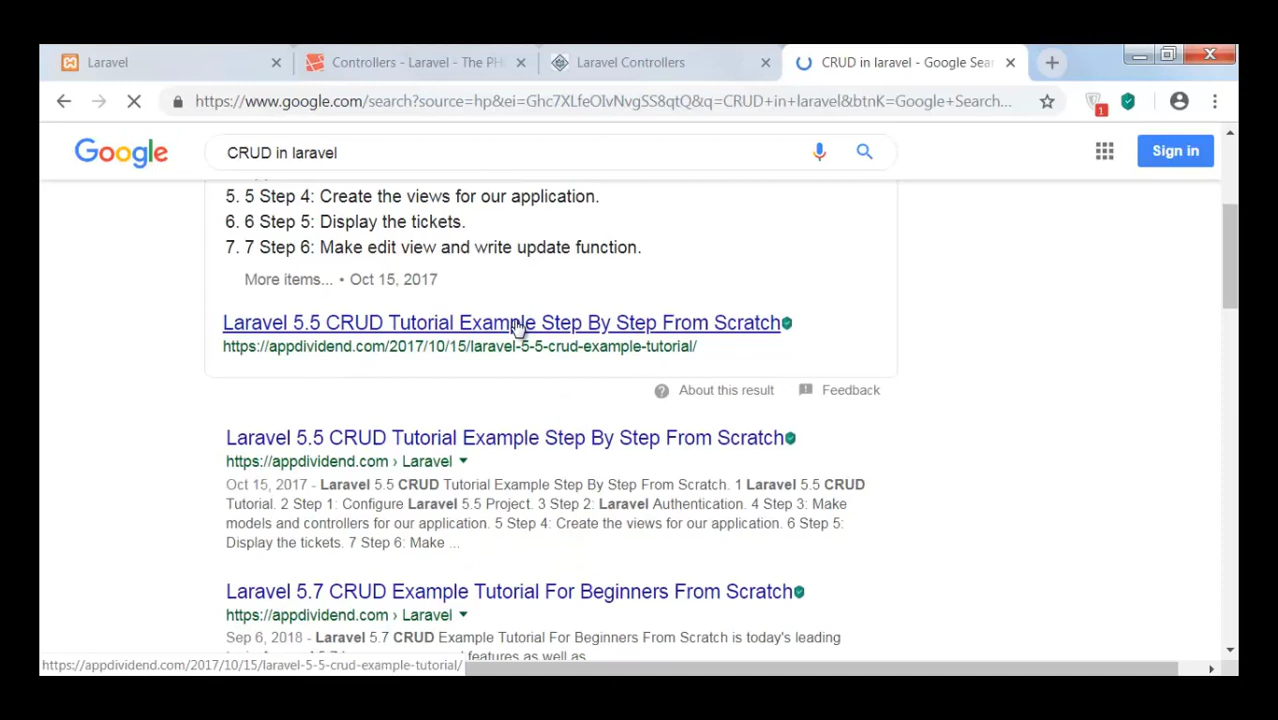 Laravel
Controllers - Laravel - The PH
Laravel Controllers
CRUD in laravel - Google Sear
https://www.google.com/search?source=hp&ei=Ghc7XLfeOIvNvgSS8qtQ&q=CRUD+in+laravel&btnK=Google+Search...
1
Google
CRUD in laravel
Sign in
5. 5 Step 4: Create the views for our application.
6. 6 Step 5: Display the tickets.
7. 7 Step 6: Make edit view and write update function.
More items... • Oct 15, 2017
Laravel 5.5 CRUD Tutorial Example Step By Step From Scratch
https://appdividend.com/2017/10/15/laravel-5-5-crud-example-tutorial/
About this result
Feedback
Laravel 5.5 CRUD Tutorial Example Step By Step From Scratch
https://appdividend.com › Laravel
Oct 15, 2017 - Laravel 5.5 CRUD Tutorial Example Step By Step From Scratch. 1 Laravel 5.5 CRUD
Tutorial. 2 Step 1: Configure Laravel 5.5 Project. 3 Step 2: Laravel Authentication. 4 Step 3: Make
models and controllers for our application. 5 Step 4: Create the views for our application. 6 Step 5:
Display the tickets. 7 Step 6: Make ...
Laravel 5.7 CRUD Example Tutorial For Beginners From Scratch
https://appdividend.com › Laravel
Sep 6, 2018 - Laravel 5.7 CRUD Example Tutorial For Beginners From Scratch is today's leading
features as well as
https://appdividend.com/2017/10/15/laravel-5-5-crud-example-tutorial/